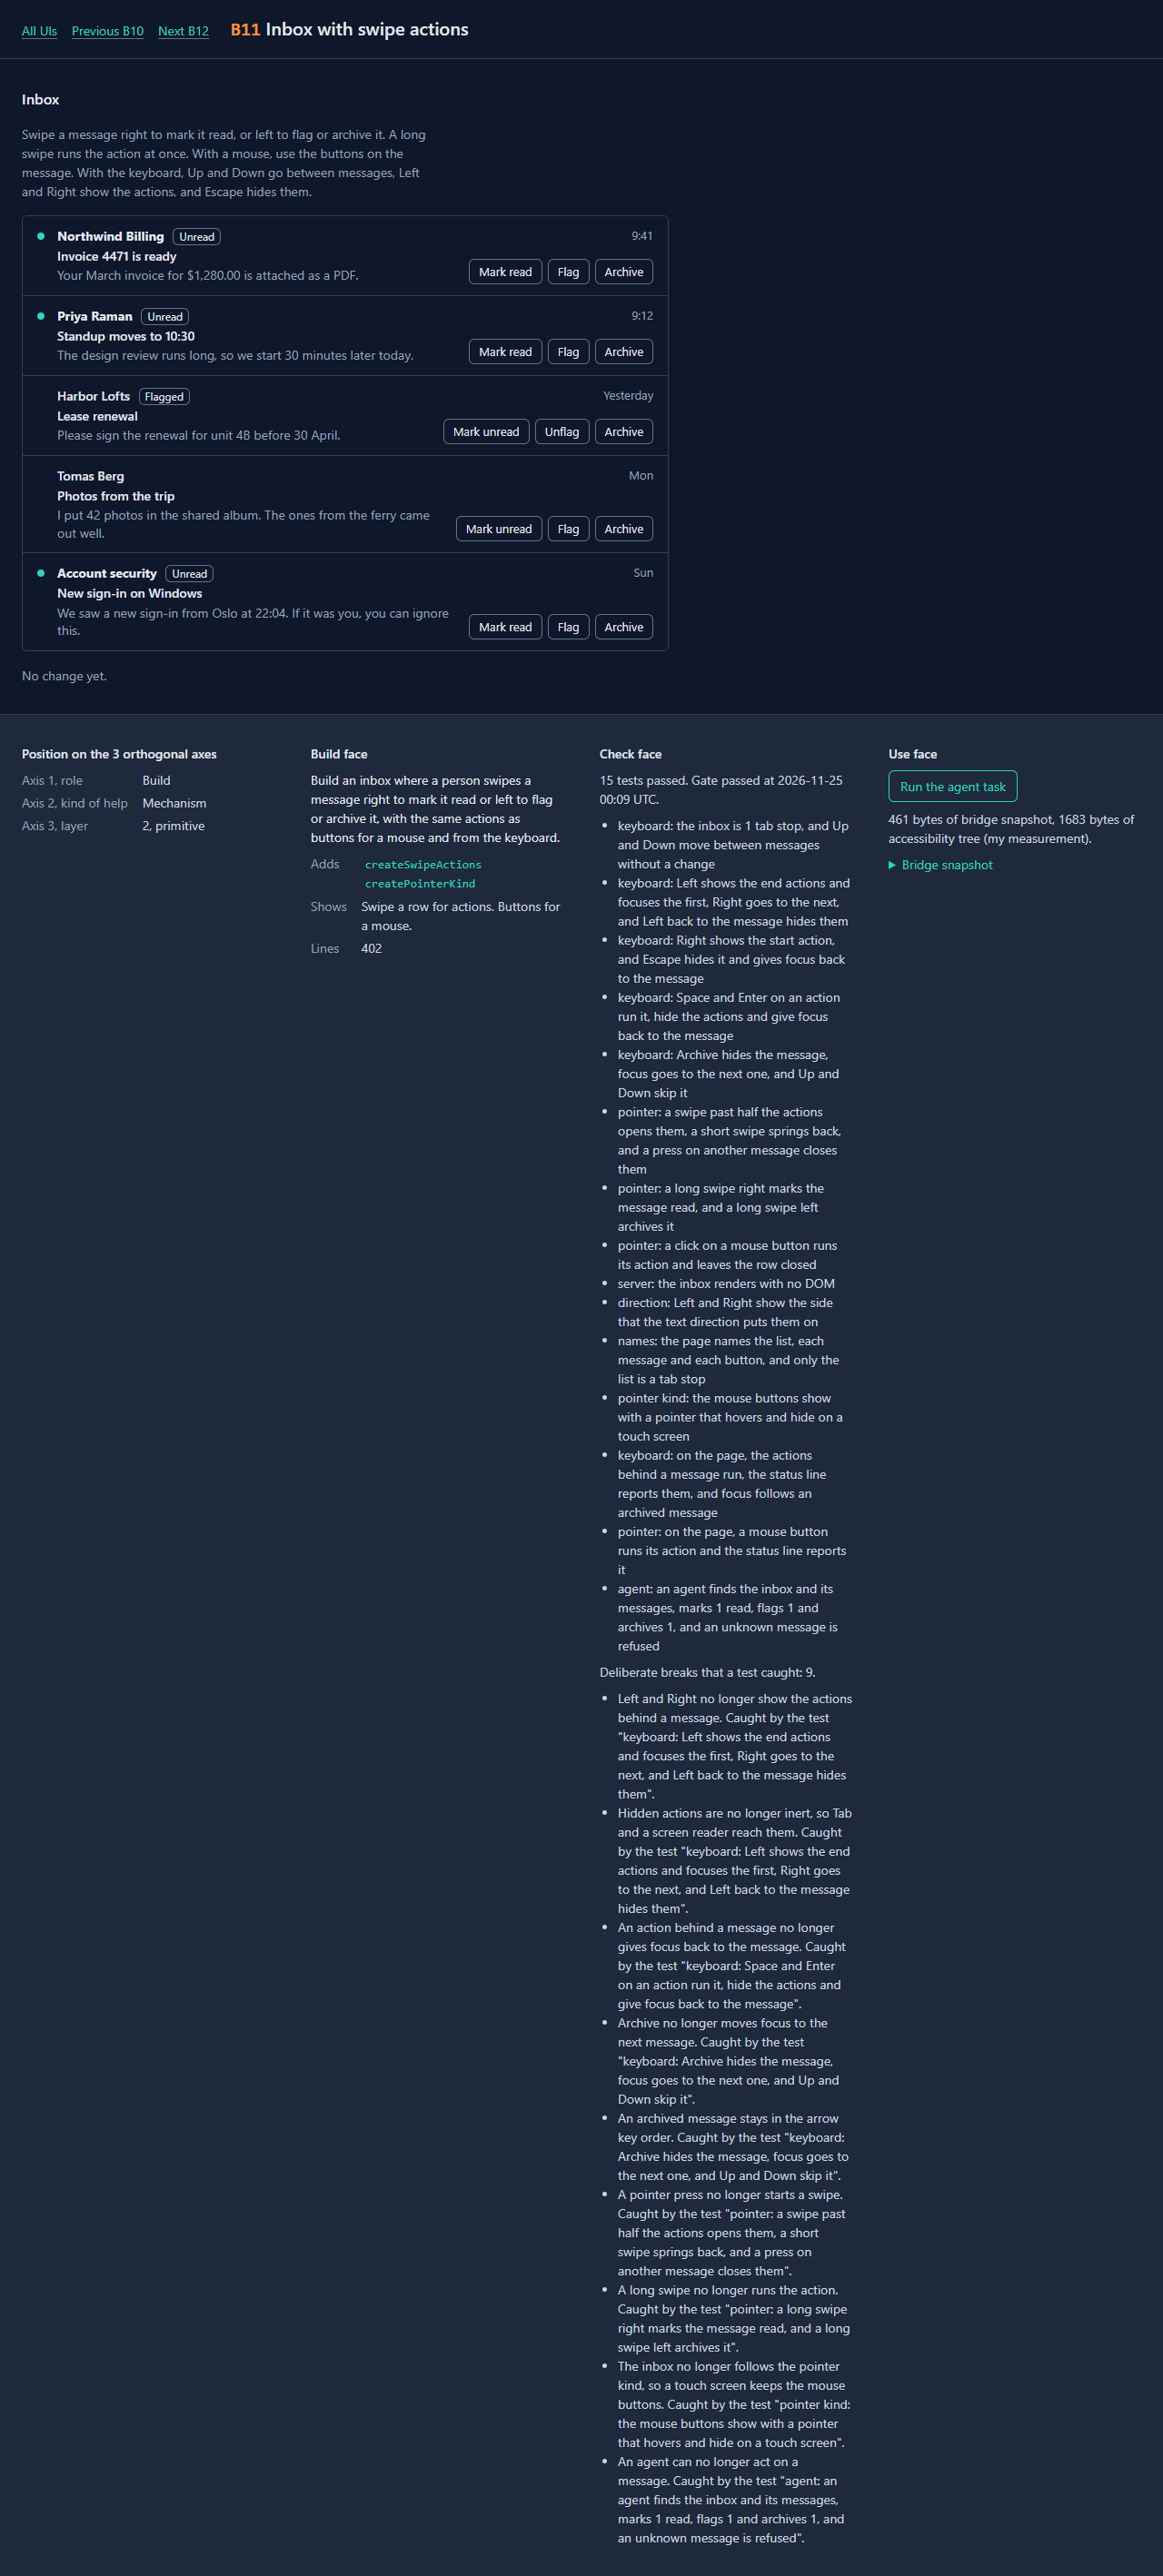 All UIs Previous B10 Next B12 B11 Inbox with swipe actions
Inbox
Swipe a message right to mark it read, or left to flag or archive it. A long
swipe runs the action at once. With a mouse, use the buttons on the
message. With the keyboard, Up and Down go between messages, Left
and Right show the actions, and Escape hides them.
Northwind Billing Unread 9:41
Invoice 4471 is ready
Your March invoice for $1,280.00 is attached as a PDF.
Mark read Flag Archive
Priya Raman Unread 9:12
Standup moves to 10:30
The design review runs long, so we start 30 minutes later today.
Mark read Flag Archive
Harbor Lofts Flagged Yesterday
Lease renewal
Please sign the renewal for unit 4B before 30 April.
Mark unread Unflag Archive
Tomas Berg Mon
Photos from the trip
I put 42 photos in the shared album. The ones from the ferry came
out well.
Mark unread Flag Archive
Account security Unread Sun
New sign-in on Windows
We saw a new sign-in from Oslo at 22:04. If it was you, you can ignore
this.
Mark read Flag Archive
No change yet.
Position on the 3 orthogonal axes
Axis 1, role Build
Axis 2, kind of help Mechanism
Axis 3, layer 2, primitive
Build face
Build an inbox where a person swipes a
message right to mark it read or left to flag
or archive it, with the same actions as
buttons for a mouse and from the keyboard.
Adds createSwipeActions
createPointerKind
Shows Swipe a row for actions. Buttons for
a mouse.
Lines 402
Check face
15 tests passed. Gate passed at 2026-11-25
00:09 UTC.
• keyboard: the inbox is 1 tab stop, and Up
and Down move between messages
without a change
• keyboard: Left shows the end actions and
focuses the first, Right goes to the next,
and Left back to the message hides them
• keyboard: Right shows the start action,
and Escape hides it and gives focus back
to the message
• keyboard: Space and Enter on an action
run it, hide the actions and give focus
back to the message
• keyboard: Archive hides the message,
focus goes to the next one, and Up and
Down skip it
• pointer: a swipe past half the actions
opens them, a short swipe springs back,
and a press on another message closes
them
• pointer: a long swipe right marks the
message read, and a long swipe left
archives it
• pointer: a click on a mouse button runs
its action and leaves the row closed
• server: the inbox renders with no DOM
• direction: Left and Right show the side
that the text direction puts them on
• names: the page names the list, each
message and each button, and only the
list is a tab stop
• pointer kind: the mouse buttons show
with a pointer that hovers and hide on a
touch screen
• keyboard: on the page, the actions
behind a message run, the status line
reports them, and focus follows an
archived message
• pointer: on the page, a mouse button
runs its action and the status line reports
it
• agent: an agent finds the inbox and its
messages, marks 1 read, flags 1 and
archives 1, and an unknown message is
refused
Deliberate breaks that a test caught: 9.
• Left and Right no longer show the actions
behind a message. Caught by the test
"keyboard: Left shows the end actions
and focuses the first, Right goes to the
next, and Left back to the message hides
them".
• Hidden actions are no longer inert, so Tab
and a screen reader reach them. Caught
by the test "keyboard: Left shows the end
actions and focuses the first, Right goes
to the next, and Left back to the message
hides them".
• An action behind a message no longer
gives focus back to the message. Caught
by the test "keyboard: Space and Enter
on an action run it, hide the actions and
give focus back to the message".
• Archive no longer moves focus to the
next message. Caught by the test
"keyboard: Archive hides the message,
focus goes to the next one, and Up and
Down skip it".
• An archived message stays in the arrow
key order. Caught by the test "keyboard:
Archive hides the message, focus goes to
the next one, and Up and Down skip it".
• A pointer press no longer starts a swipe.
Caught by the test "pointer: a swipe past
half the actions opens them, a short
swipe springs back, and a press on
another message closes them".
• A long swipe no longer runs the action.
Caught by the test "pointer: a long swipe
right marks the message read, and a long
swipe left archives it".
• The inbox no longer follows the pointer
kind, so a touch screen keeps the mouse
buttons. Caught by the test "pointer kind:
the mouse buttons show with a pointer
that hovers and hide on a touch screen".
• An agent can no longer act on a
message. Caught by the test "agent: an
agent finds the inbox and its messages,
marks 1 read, flags 1 and archives 1, and
an unknown message is refused".
Use face
Run the agent task
461 bytes of bridge snapshot, 1683 bytes of
accessibility tree (my measurement).
▶ Bridge snapshot